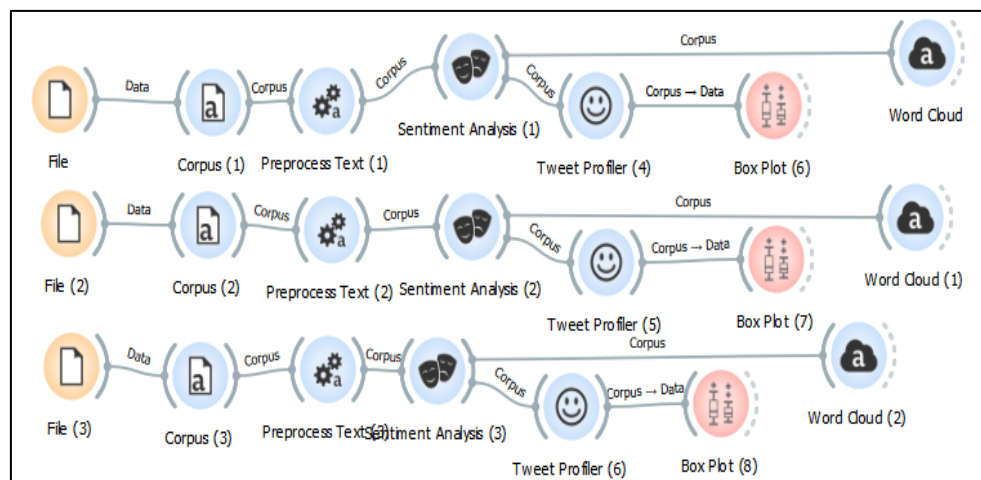 Corpus
Data
Corpus
Corpus
Corpus
Corpus → Data
Word Cloud
File
Corpus (1)
Preprocess Text (1)
Sentiment Analysis (1)
Tweet Profiler (4)
Box Plot (6)
Data
Corpus
Corpus
Corpus
Corpus
Corpus → Data
File (2)
Corpus (2)
Preprocess Text (2)
Sentiment Analysis (2)
Word Cloud (1)
Tweet Profiler (5)
Box Plot (7)
Corpus
Data
Corpus
Corpus
Corpus
Corpus → Data
File (3)
Corpus (3)
Preprocess Text (3)
Sentiment Analysis (3)
Word Cloud (2)
Tweet Profiler (6)
Box Plot (8)